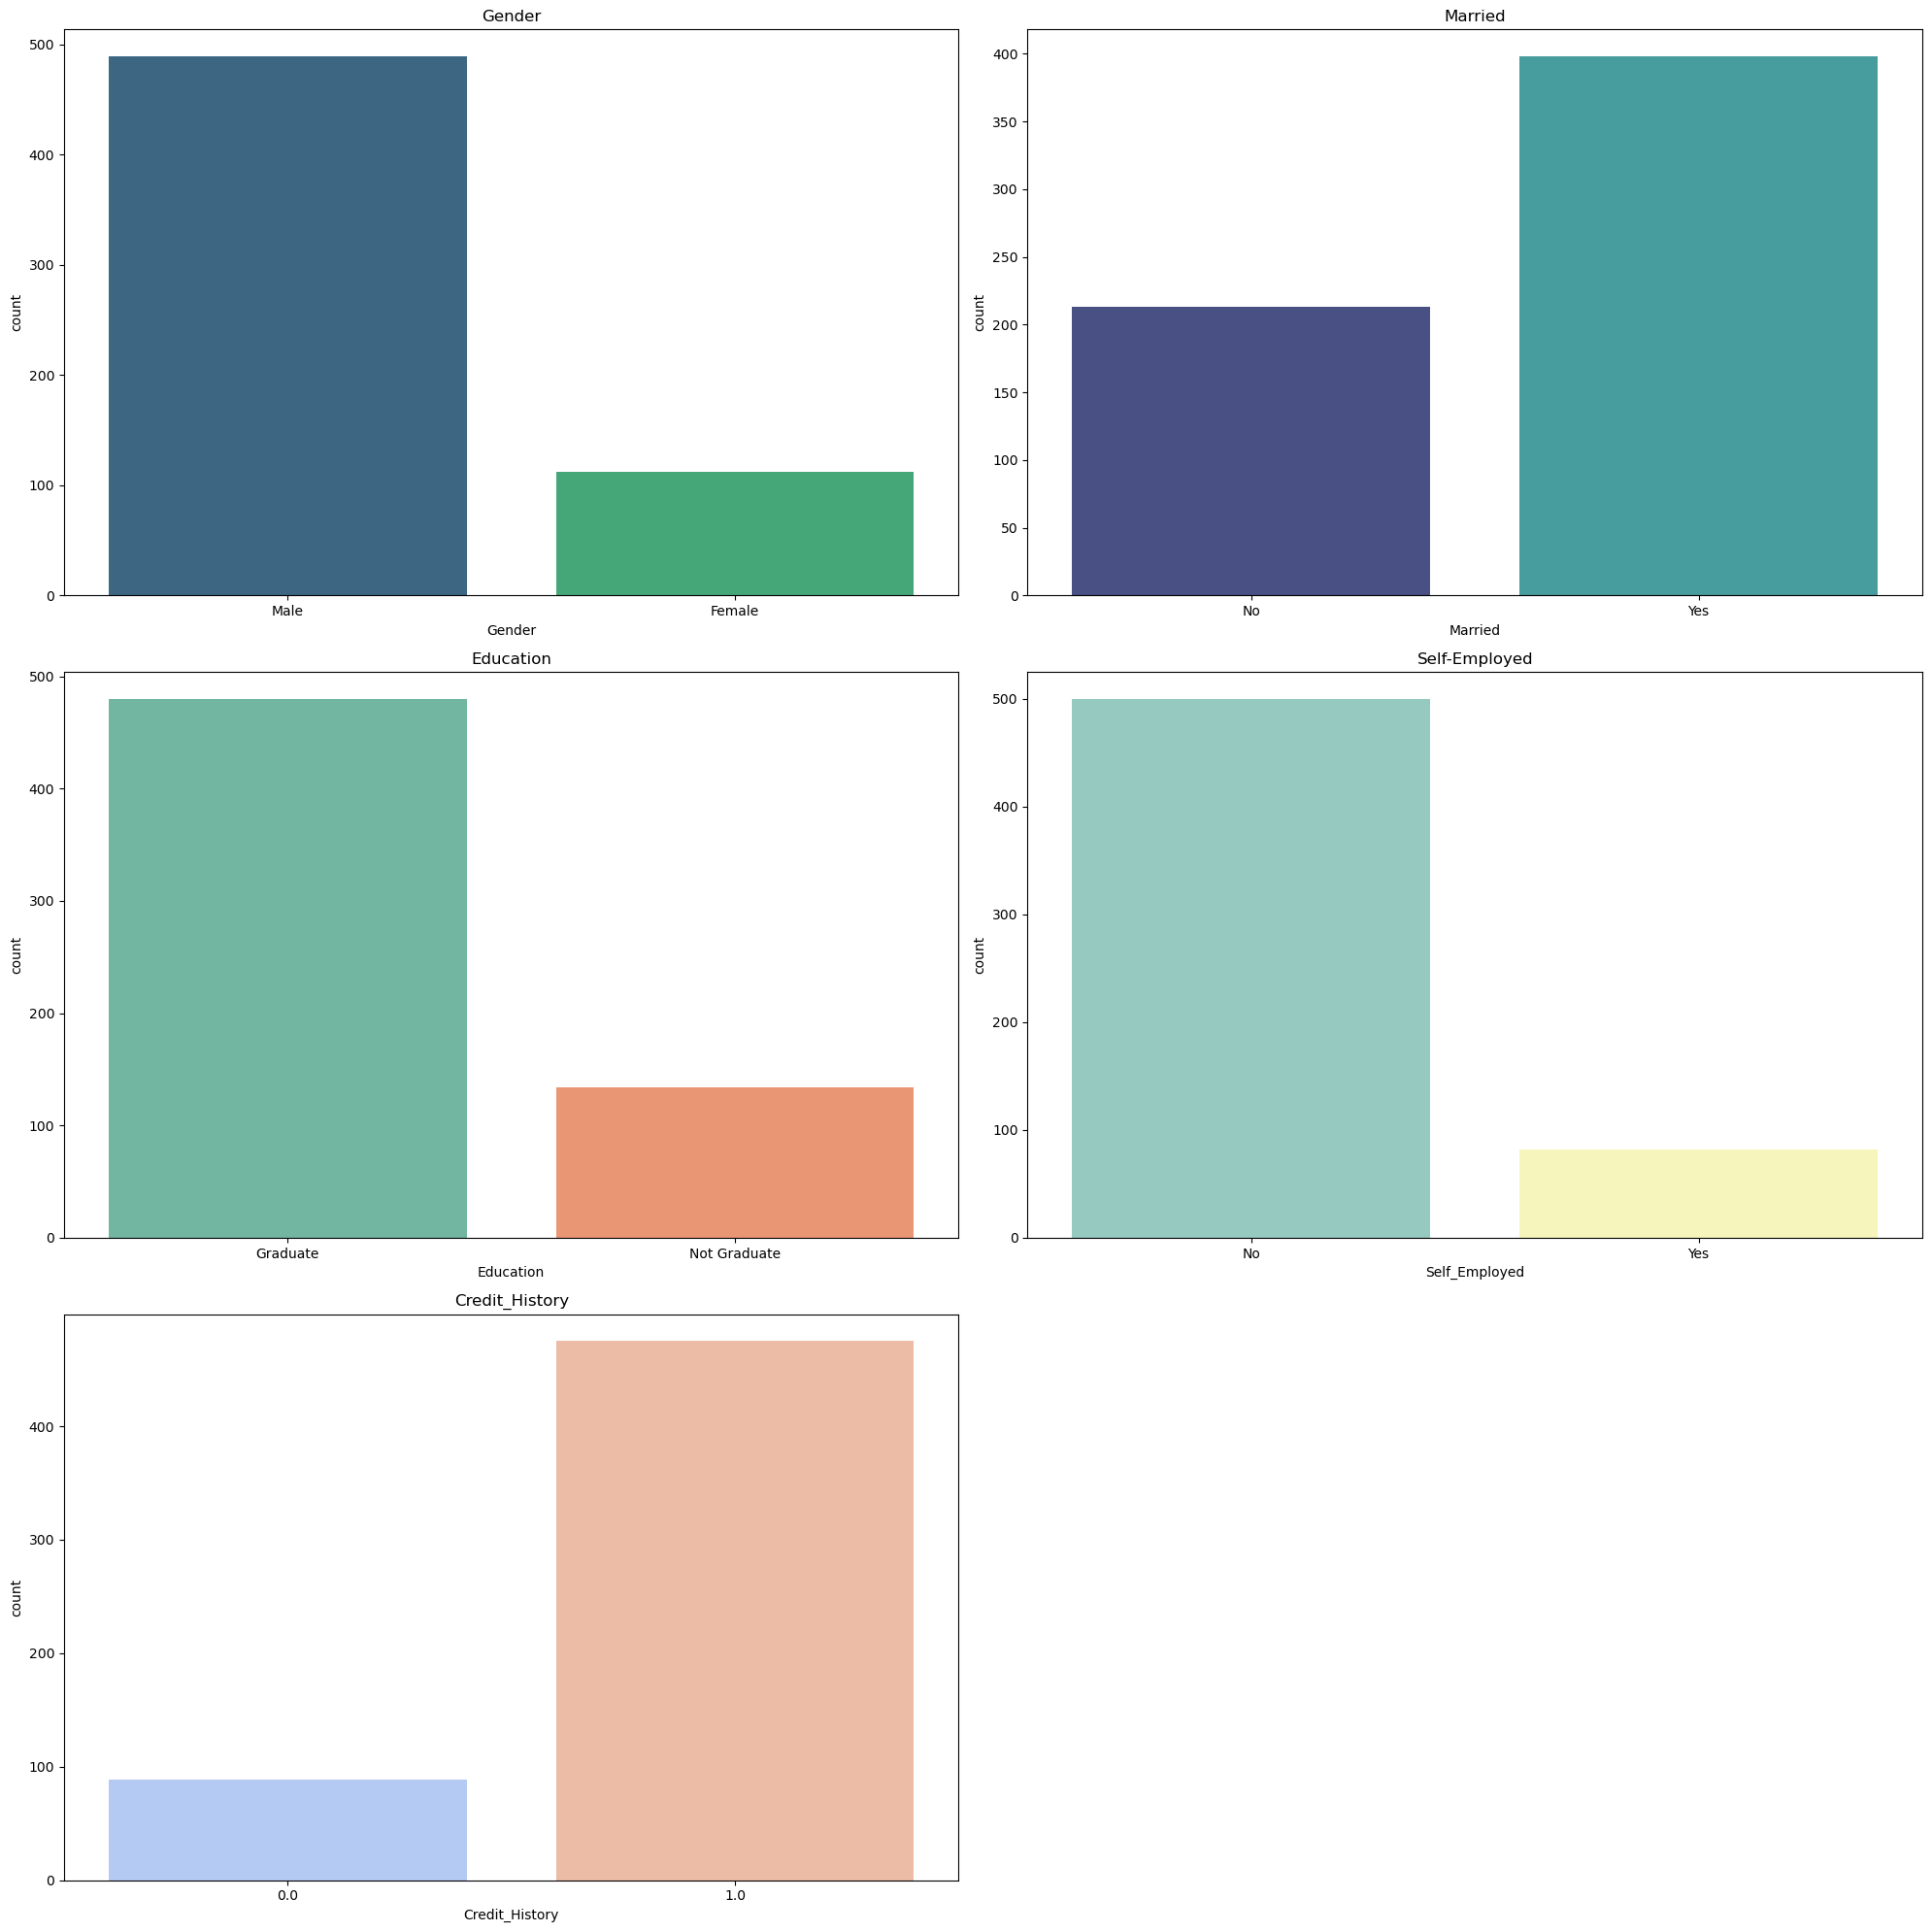 Gender
500
400
300
200
100
0
count
Male Female
Gender
Married
400
350
300
250
200
150
100
50
0
count
No Yes
Married
Education
500
400
300
200
100
0
count
Graduate Not Graduate
Education
Self-Employed
500
400
300
200
100
0
count
No Yes
Self_Employed
Credit_History
400
300
200
100
0
count
0.0 1.0
Credit_History